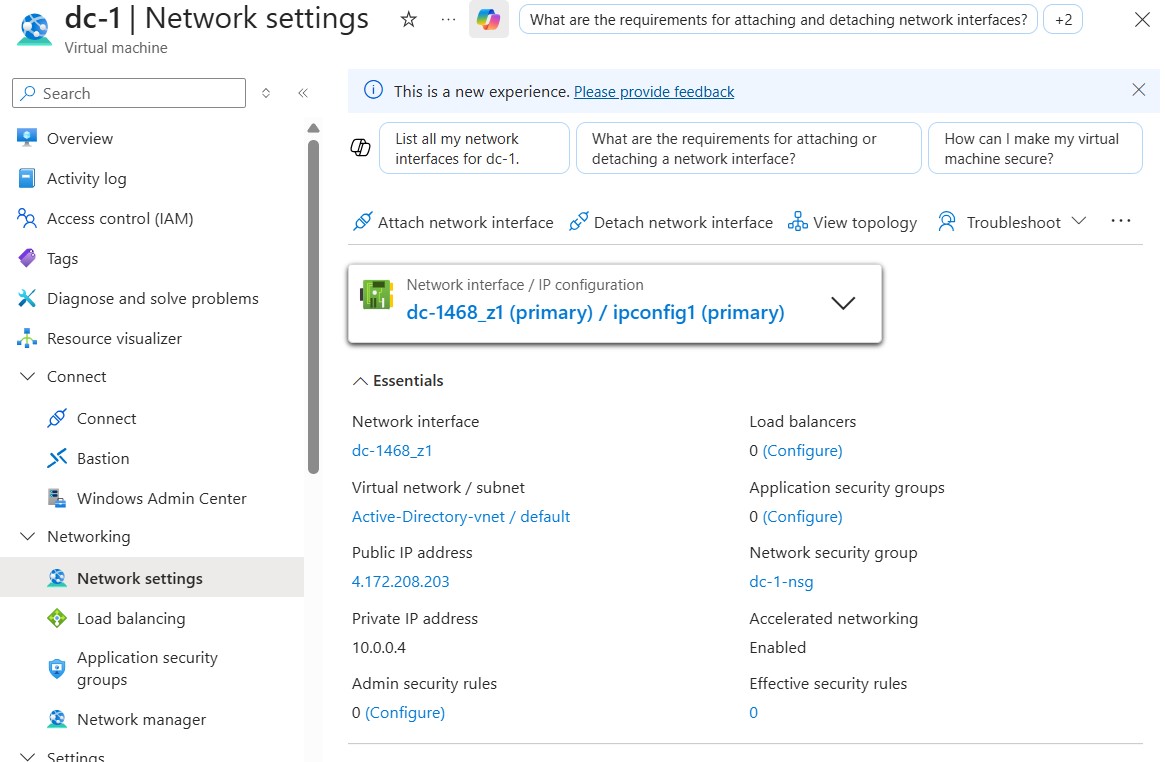 dc-1 | Network settings
Virtual machine
What are the requirements for attaching and detaching network interfaces?
+2
Search
Overview
Activity log
Access control (IAM)
Tags
Diagnose and solve problems
Resource visualizer
Connect
Connect
Bastion
Windows Admin Center
Networking
Network settings
Load balancing
Application security
groups
Network manager
Settings
This is a new experience. Please provide feedback
List all my network
interfaces for dc-1.
What are the requirements for attaching or
detaching a network interface?
How can I make my virtual
machine secure?
Attach network interface
Detach network interface
View topology
Troubleshoot
Network interface / IP configuration
dc-1468_z1 (primary) / ipconfig1 (primary)
Essentials
Network interface
dc-1468_z1
Virtual network / subnet
Active-Directory-vnet / default
Public IP address
4.172.208.203
Private IP address
10.0.0.4
Admin security rules
0 (Configure)
Load balancers
0 (Configure)
Application security groups
0 (Configure)
Network security group
dc-1-nsg
Accelerated networking
Enabled
Effective security rules
0